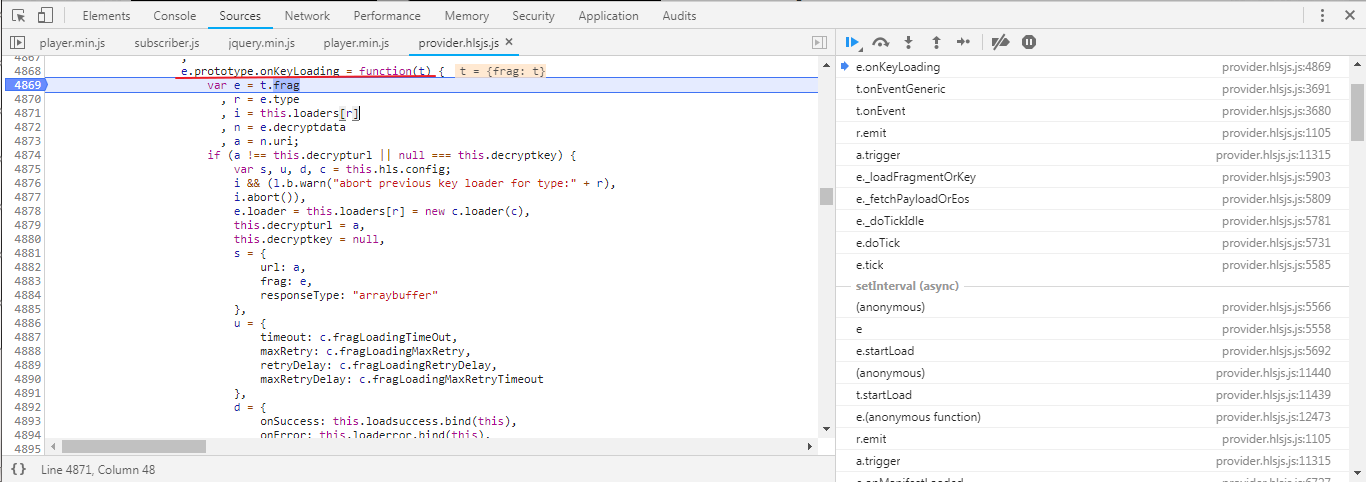 Elements Console Sources Network Performance Memory Security Application Audits
player.min.js subscriber.js jquery.min.js player.min.js provider.hlsjs.js ×
4867 ,
4868 e.prototype.onKeyLoading = function(t) { t = {frag: t}
4869 var e = t.frag
4870 , r = e.type
4871 , i = this.loaders[r]
4872 , n = e.decryptdata
4873 , a = n.uri;
4874 if (a !== this.decrypturl || null === this.decryptkey) {
4875 var s, u, d, c = this.hls.config;
4876 i && (l.b.warn("abort previous key loader for type:" + r),
4877 i.abort()),
4878 e.loader = this.loaders[r] = new c.loader(c),
4879 this.decrypturl = a,
4880 this.decryptkey = null,
4881 s = {
4882 url: a,
4883 frag: e,
4884 responseType: "arraybuffer"
4885 },
4886 u = {
4887 timeout: c.fragLoadingTimeOut,
4888 maxRetry: c.fragLoadingMaxRetry,
4889 retryDelay: c.fragLoadingRetryDelay,
4890 maxRetryDelay: c.fragLoadingMaxRetryTimeout
4891 },
4892 d = {
4893 onSuccess: this.loadsuccess.bind(this),
4894 onError: this.loaderror.bind(this),
4895
{} Line 4871, Column 48
e.onKeyLoading provider.hlsjs.js:4869
t.onEventGeneric provider.hlsjs.js:3691
t.onEvent provider.hlsjs.js:3680
r.emit provider.hlsjs.js:1105
a.trigger provider.hlsjs.js:11315
e._loadFragmentOrKey provider.hlsjs.js:5903
e._fetchPayloadOrEos provider.hlsjs.js:5809
e._doTickIdle provider.hlsjs.js:5781
e.doTick provider.hlsjs.js:5731
e.tick provider.hlsjs.js:5585
setInterval (async)
(anonymous) provider.hlsjs.js:5566
e provider.hlsjs.js:5558
e.startLoad provider.hlsjs.js:5692
(anonymous) provider.hlsjs.js:11440
t.startLoad provider.hlsjs.js:11439
e.(anonymous function) provider.hlsjs.js:12473
r.emit provider.hlsjs.js:1105
a.trigger provider.hlsjs.js:11315
e.onManifestLoaded provider.hlsjs.js:6727